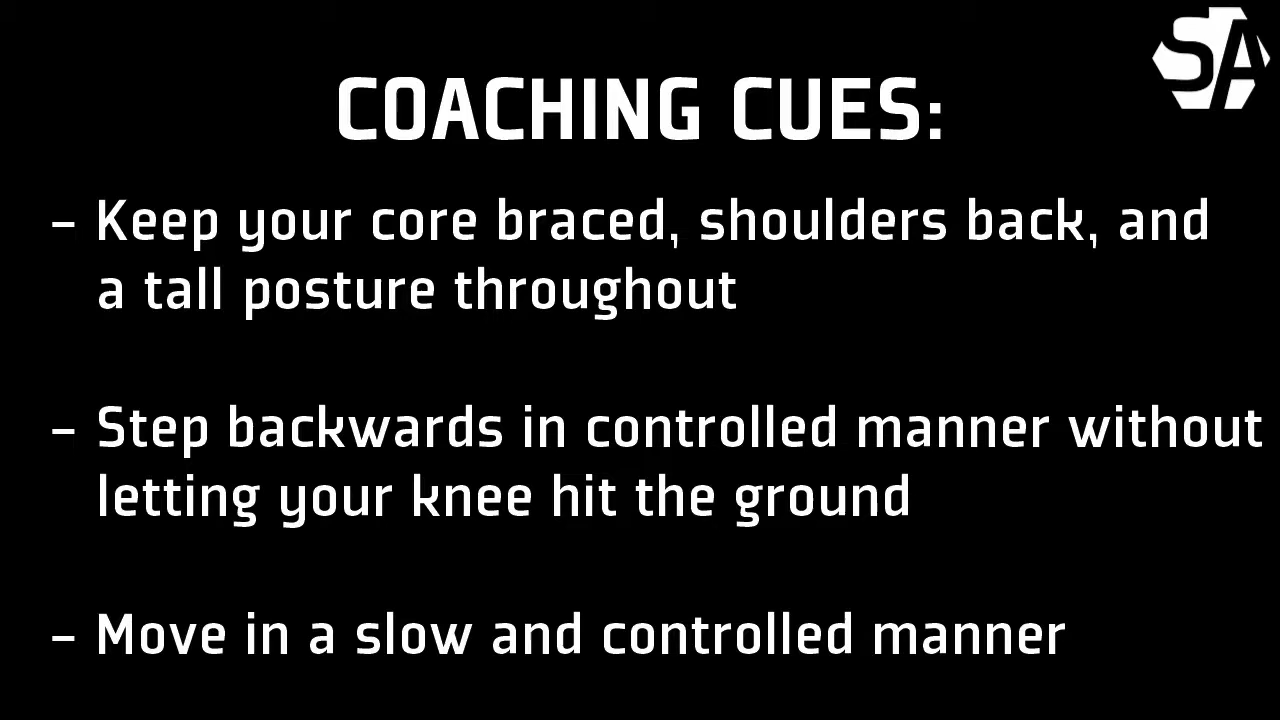 SA
COACHING CUES:
- Keep your core braced, shoulders back, and
a tall posture throughout
- Step backwards in controlled manner without
letting your knee hit the ground
- Move in a slow and controlled manner